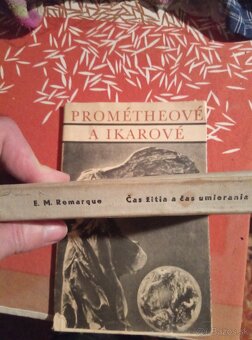 PROMÉTHEOVÉ
A IKAROVÉ
E. M. Remarque Čas žitia a čas umierania